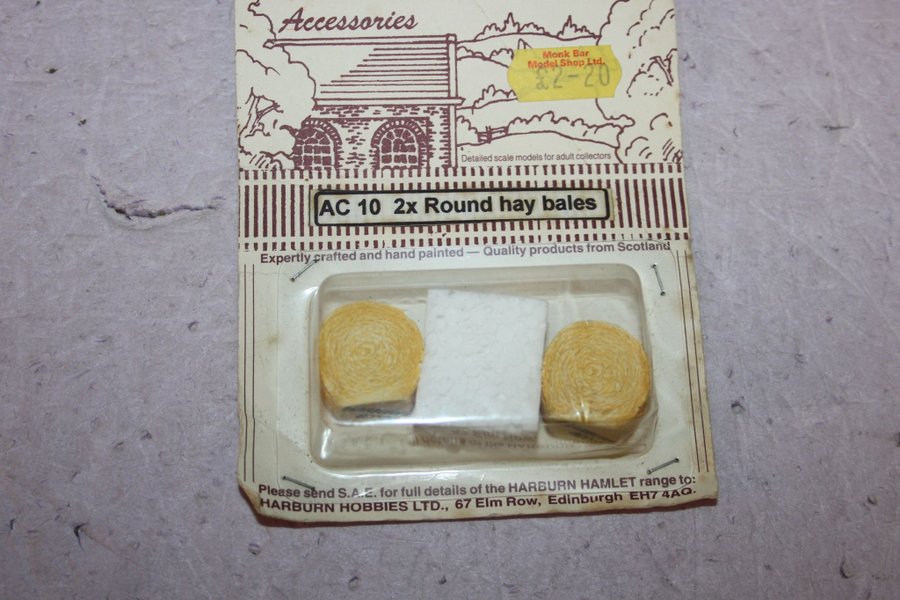 Accessories
Monk Bar
Model Shop Ltd.
£2-20
Detailed scale models for adult collectors
AC 10 2x Round hay bales
Expertly crafted and hand painted — Quality products from Scotland
Please send S.A.E. for full details of the HARBURN HAMLET range to:
HARBURN HOBBIES LTD., 67 Elm Row, Edinburgh EH7 4AQ.